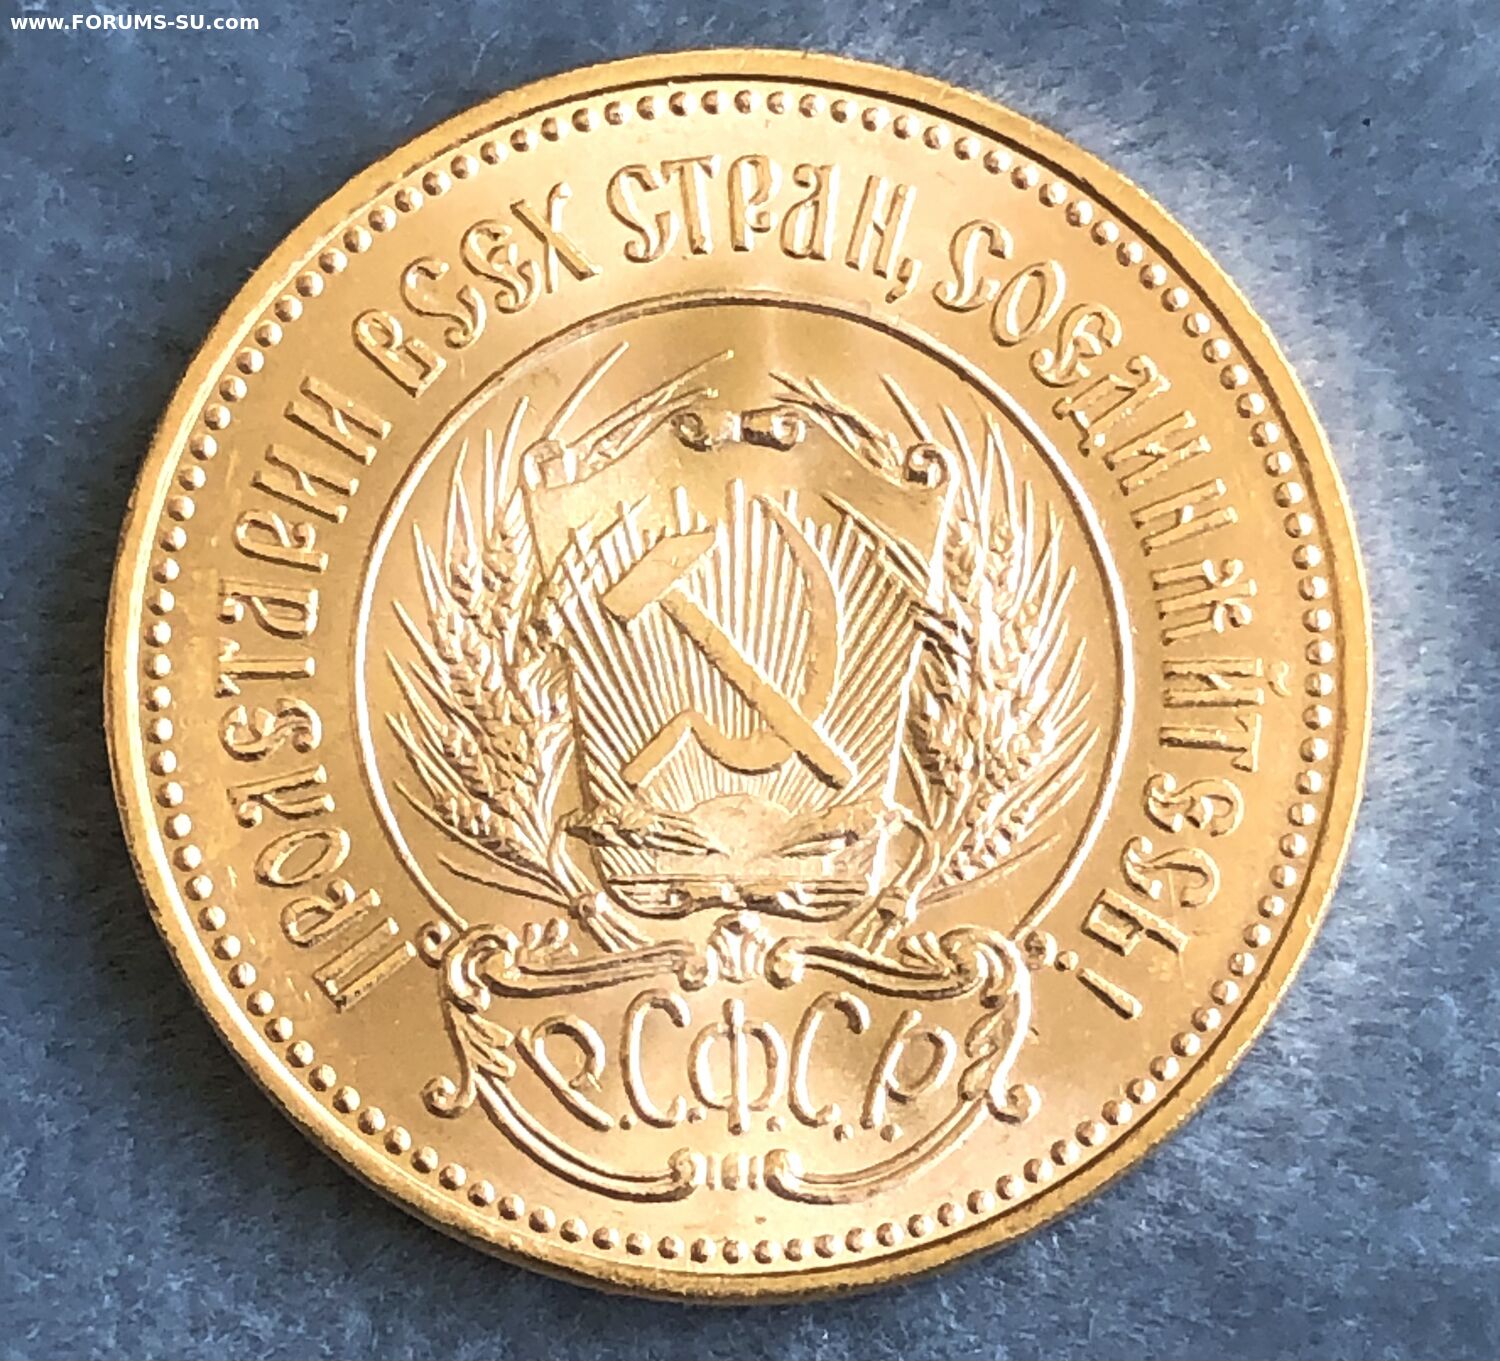 www.FORUMS-SU.com
ПРОЛЕТАРИИ ВСЕХ СТРАН, СОЕДИНЯЙТЕСЬ!
Р.С.Ф.С.Р.